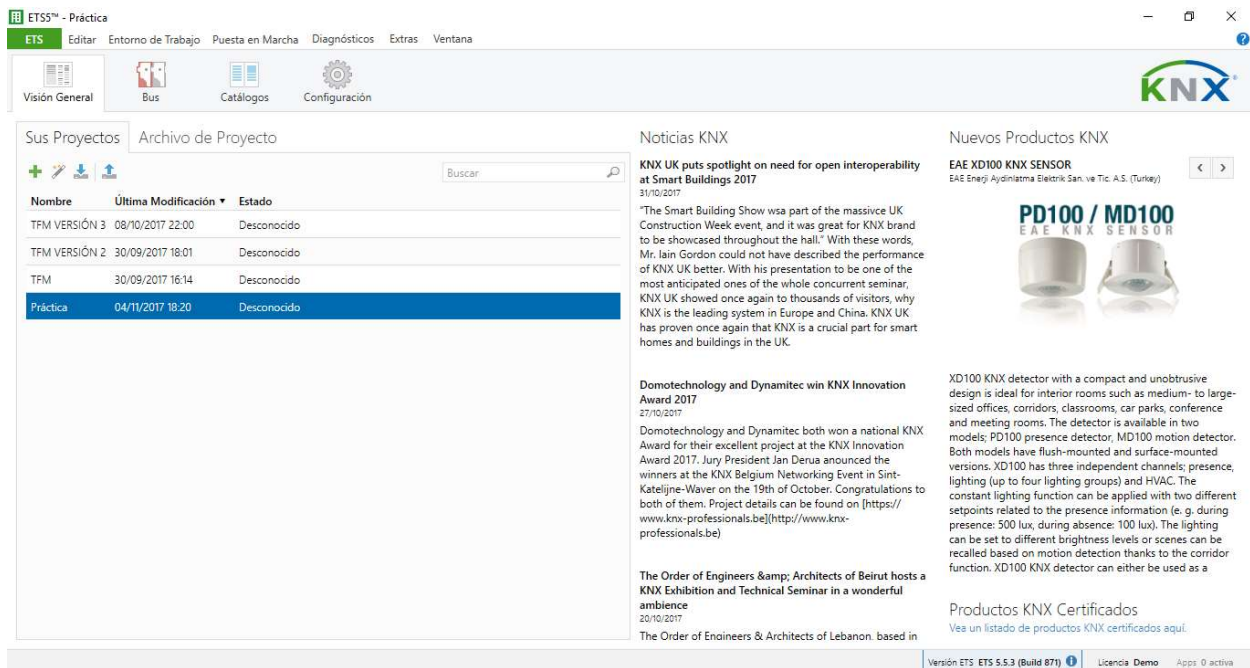 ETS5™ - Práctica
ETS Editar Entorno de Trabajo Puesta en Marcha Diagnósticos Extras Ventana
Visión General Bus Catálogos Configuración
KNX
Sus Proyectos Archivo de Proyecto
Buscar
Nombre Última Modificación Estado
TFM VERSIÓN 3 08/10/2017 22:00 Desconocido
TFM VERSIÓN 2 30/09/2017 18:01 Desconocido
TFM 30/09/2017 16:14 Desconocido
Práctica 04/11/2017 18:20 Desconocido
Noticias KNX
KNX UK puts spotlight on need for open interoperability
at Smart Buildings 2017
31/10/2017
"The Smart Building Show wsa part of the massivce UK
Construction Week event, and it was great for KNX brand
to be showcased throughout the hall." With these words,
Mr. Iain Gordon could not have described the performance
of KNX UK better. With his presentation to be one of the
most anticipated ones of the whole concurrent seminar,
KNX UK showed once again to thousands of visitors, why
KNX is the leading system in Europe and China. KNX UK
has proven once again that KNX is a crucial part for smart
homes and buildings in the UK.
Domotechnology and Dynamitec win KNX Innovation
Award 2017
27/10/2017
Domotechnology and Dynamitec both won a national KNX
Award for their excellent project at the KNX Innovation
Award 2017. Jury President Jan Derua anounced the
winners at the KNX Belgium Networking Event in Sint-
Katelijne-Waver on the 19th of October. Congratulations to
both of them. Project details can be found on [https://
www.knx-professionals.be](http://www.knx-
professionals.be)
The Order of Engineers &amp; Architects of Beirut hosts a
KNX Exhibition and Technical Seminar in a wonderful
ambience
20/10/2017
The Order of Engineers & Architects of Lebanon, based in
Nuevos Productos KNX
EAE XD100 KNX SENSOR
EAE Enerji Aydinlatma Elektrik San. ve Tic. A.S. (Turkey)
PD100 / MD100
EAE KNX SENSOR
XD100 KNX detector with a compact and unobtrusive
design is ideal for interior rooms such as medium- to large-
sized offices, corridors, classrooms, car parks, conference
and meeting rooms. The detector is available in two
models; PD100 presence detector, MD100 motion detector.
Both models have flush-mounted and surface-mounted
versions. XD100 has three independent channels; presence,
lighting (up to four lighting groups) and HVAC. The
constant lighting function can be applied with two different
setpoints related to the presence information (e. g. during
presence: 500 lux, during absence: 100 lux). The lighting
can be set to different brightness levels or scenes can be
recalled based on motion detection thanks to the corridor
function. XD100 KNX detector can either be used as a
Productos KNX Certificados
Vea un listado de productos KNX certificados aquí.
Versión ETS ETS 5.5.3 (Build 871) Licencia Demo Apps 0 activa